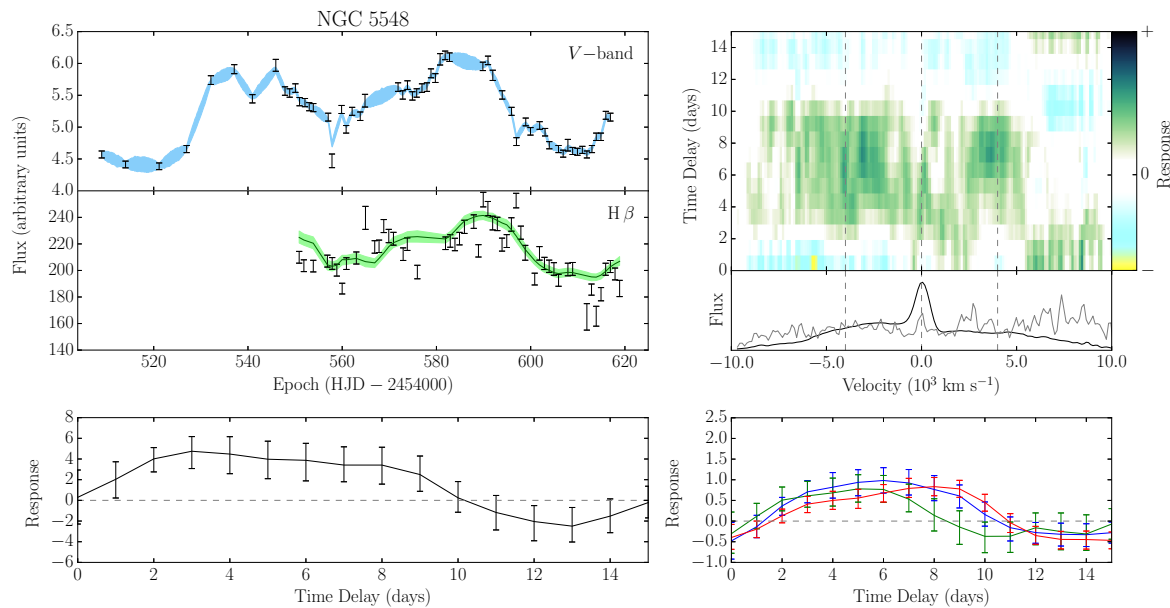 NGC 5548
6.5
6.0
5.5
5.0
4.5
4.0
V−band
240
220
200
180
160
140
Hβ
Flux (arbitrary units)
520 540 560 580 600 620
Epoch (HJD − 2454000)
14
12
10
8
6
4
2
0
Time Delay (days)
+
0
−
Response
Flux
−10.0 −5.0 0.0 5.0 10.0
Velocity (10³ km s⁻¹)
8
6
4
2
0
−2
−4
−6
Response
0 2 4 6 8 10 12 14
Time Delay (days)
2.5
2.0
1.5
1.0
0.5
0.0
−0.5
−1.0
Response
0 2 4 6 8 10 12 14
Time Delay (days)